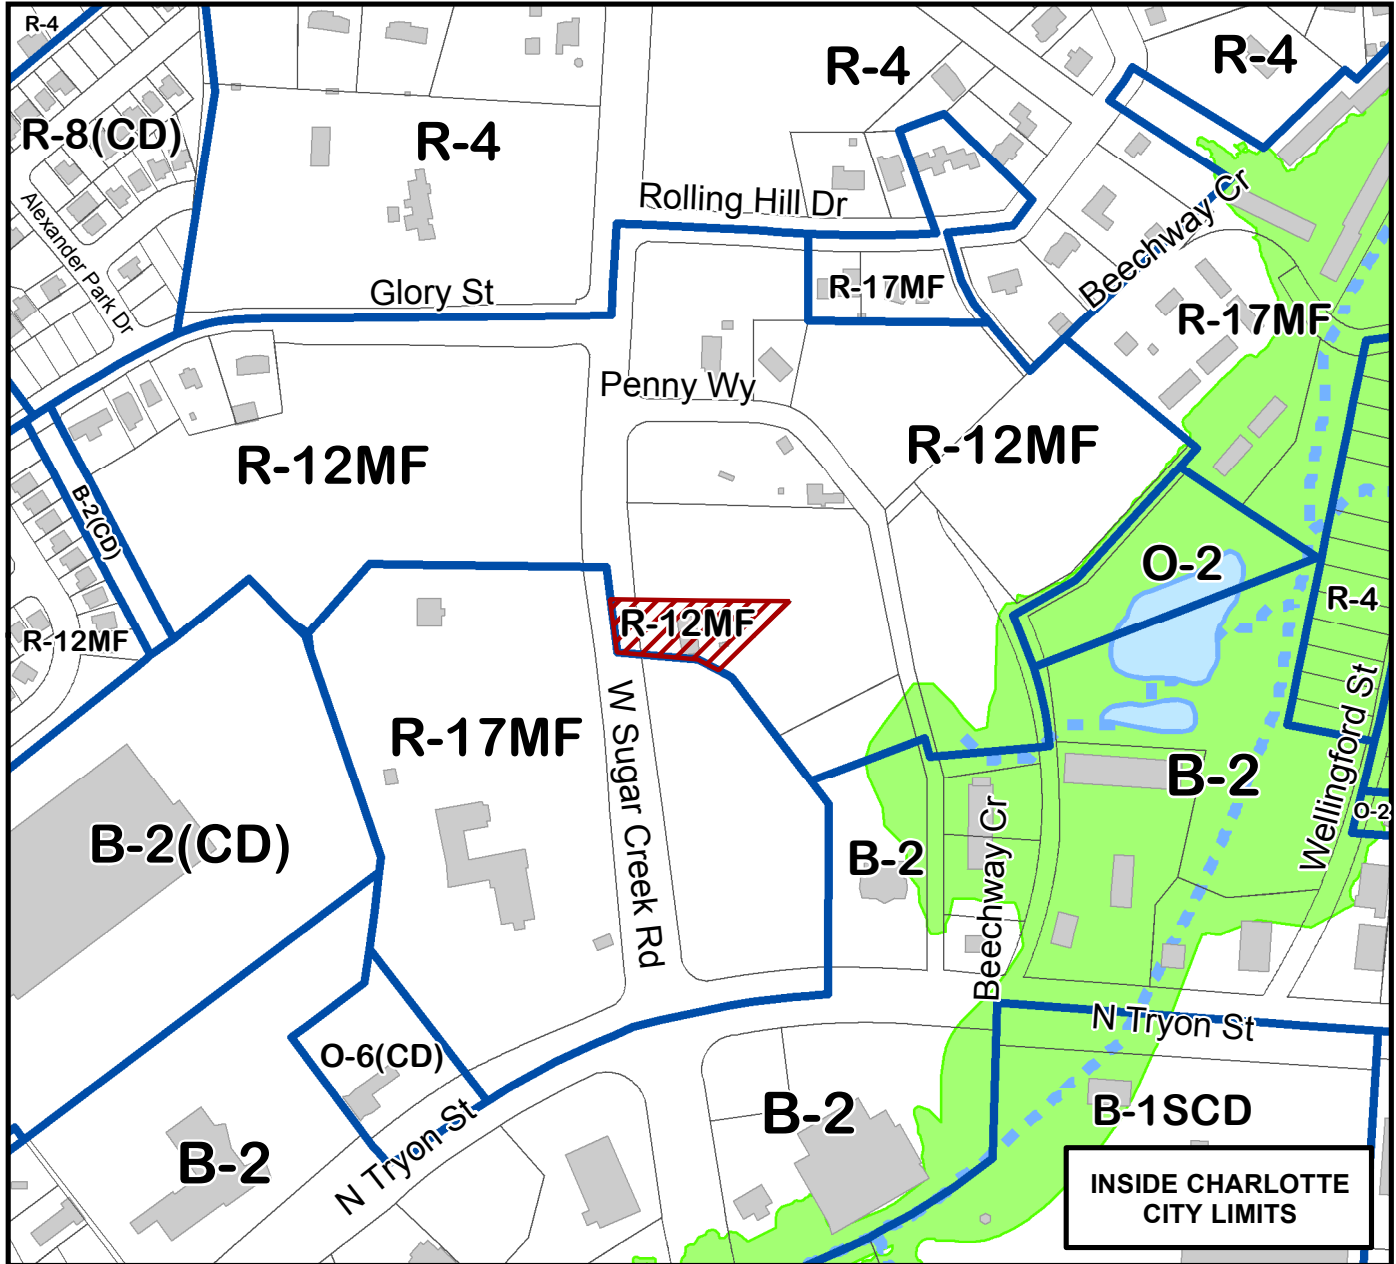 R-4
R-4
R-4
R-8(CD)
R-4
Rolling Hill Dr
Beechway Cr
Alexander Park Dr
Glory St
R-17MF
R-17MF
Penny Wy
R-12MF
R-12MF
B-2(CD)
O-2
R-4
R-12MF
R-12MF
W Sugar Creek Rd
R-17MF
Wellingford St
B-2
O-2
B-2(CD)
B-2
Beechway Cr
N Tryon St
O-6(CD)
B-2
B-1SCD
N Tryon St
B-2
INSIDE CHARLOTTE
CITY LIMITS